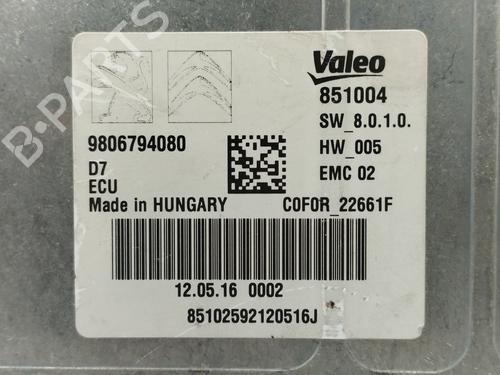 Valeo
851004
SW_8.0.1.0.
HW_005
EMC 02
9806794080
D7
ECU
Made in HUNGARY
C0F0R_22661F
12.05.16 0002
85102592120516J
B-PARTS